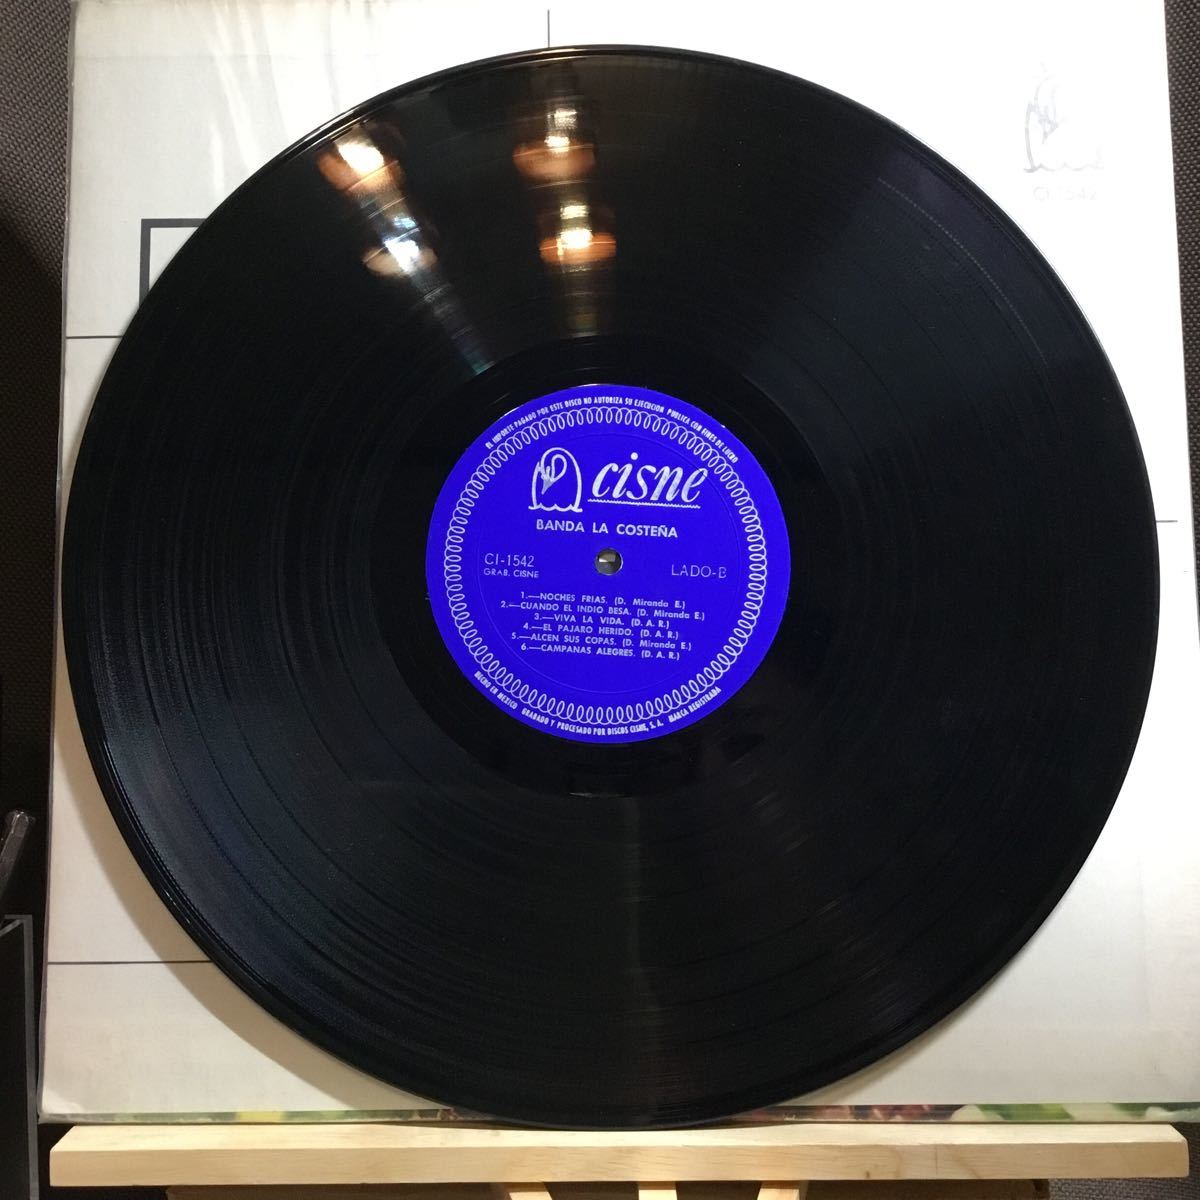 CI-1542
EL IMPORTE PAGADO POR ESTE DISCO NO AUTORIZA SU EJECUCION PUBLICA CON FINES DE LUCRO
cisne
BANDA LA COSTEÑA
CI-1542
GRAB. CISNE
LADO-B
1.—NOCHES FRIAS. (D. Miranda E.)
2.—CUANDO EL INDIO BESA. (D. Miranda E.)
3.—VIVA LA VIDA. (D. A. R.)
4.—EL PAJARO HERIDO. (D. A. R.)
5.—ALCEN SUS COPAS. (D. Miranda E.)
6.—CAMPANAS ALEGRES. (D. A. R.)
HECHO EN MEXICO GRABADO Y PROCESADO POR DISCOS CISNE, S. A. MARCA REGISTRADA